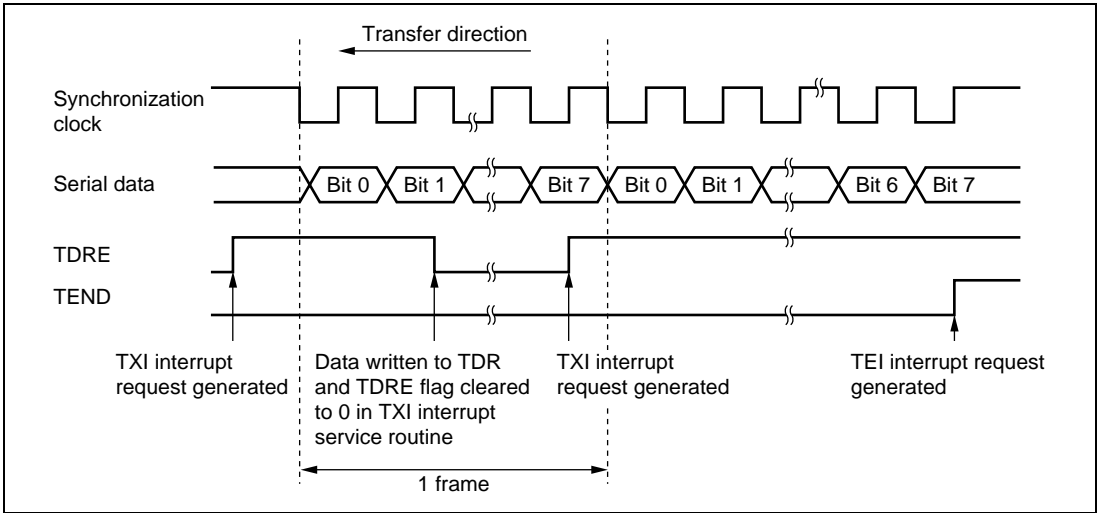 Transfer direction
Synchronization
clock
Serial data
Bit 0 Bit 1 Bit 7 Bit 0 Bit 1 Bit 6 Bit 7
TDRE
TEND
TXI interrupt
request generated
Data written to TDR
and TDRE flag cleared
to 0 in TXI interrupt
service routine
TXI interrupt
request generated
TEI interrupt request
generated
1 frame